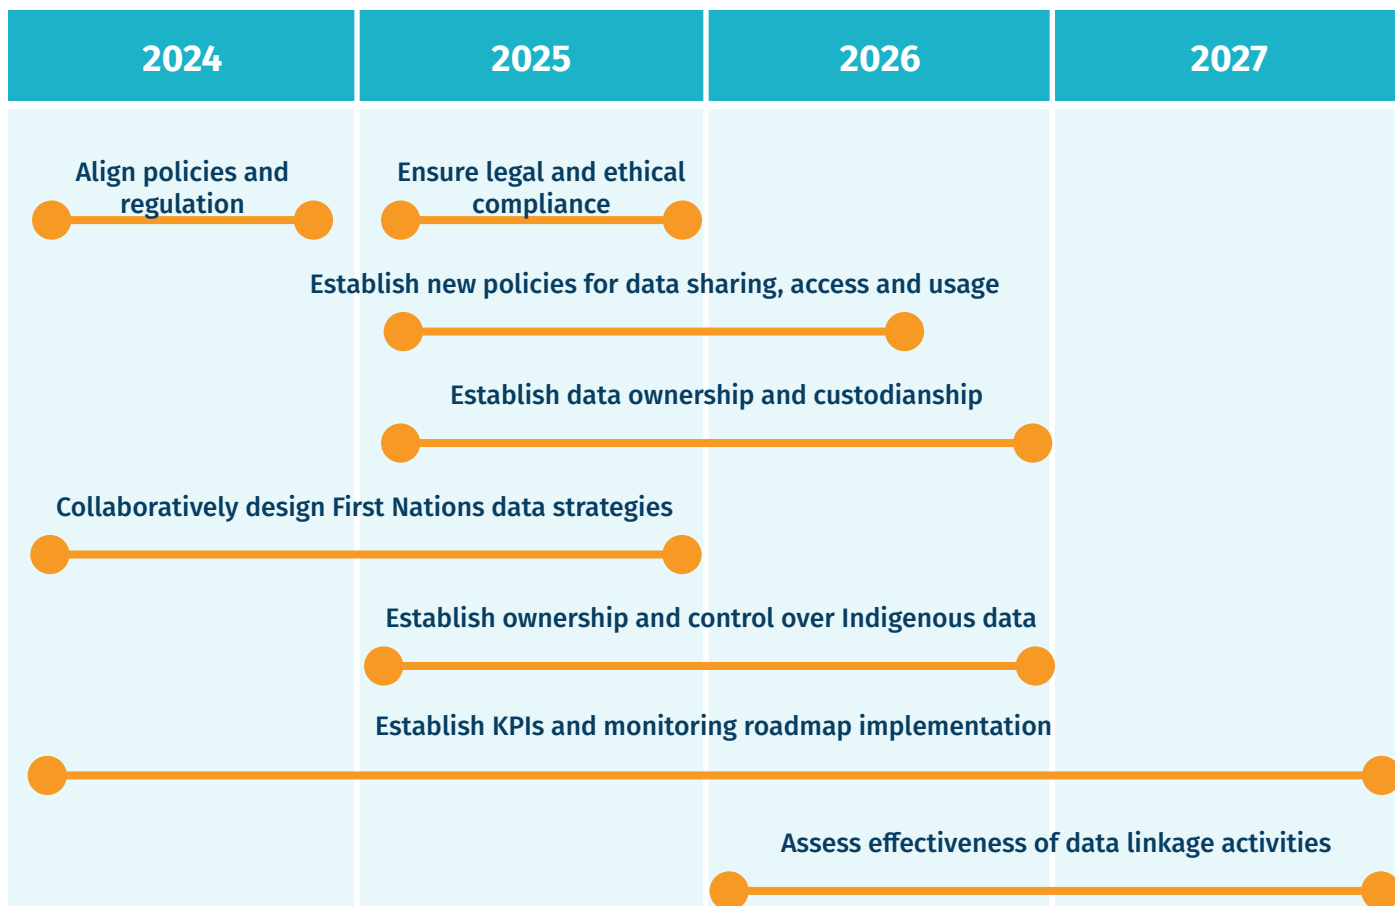 2024
2025
2026
2027
Align policies and
regulation
Ensure legal and ethical
compliance
Establish new policies for data sharing, access and usage
Establish data ownership and custodianship
Collaboratively design First Nations data strategies
Establish ownership and control over Indigenous data
Establish KPIs and monitoring roadmap implementation
Assess effectiveness of data linkage activities